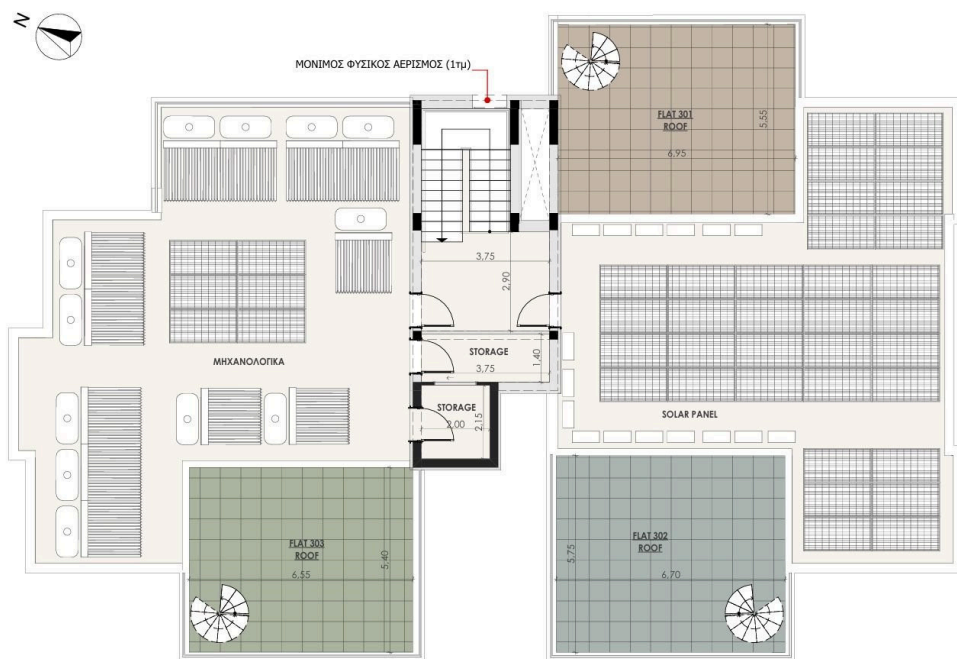 N
ΜΟΝΙΜΟΣ ΦΥΣΙΚΟΣ ΑΕΡΙΣΜΟΣ (1τμ)
FLAT 301
ROOF
5,55
6,95
3,75
2,90
STORAGE
1,40
3,75
ΜΗΧΑΝΟΛΟΓΙΚΑ
STORAGE
2,00
2,15
SOLAR PANEL
FLAT 303
ROOF
5,40
6,55
FLAT 302
ROOF
5,75
6,70